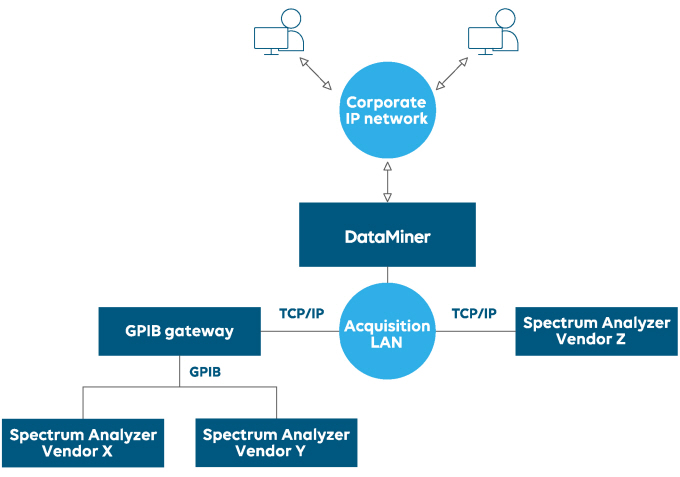 Corporate
IP network
DataMiner
TCP/IP
TCP/IP
GPIB gateway
Acquisition
LAN
Spectrum Analyzer
Vendor Z
GPIB
Spectrum Analyzer
Vendor X
Spectrum Analyzer
Vendor Y